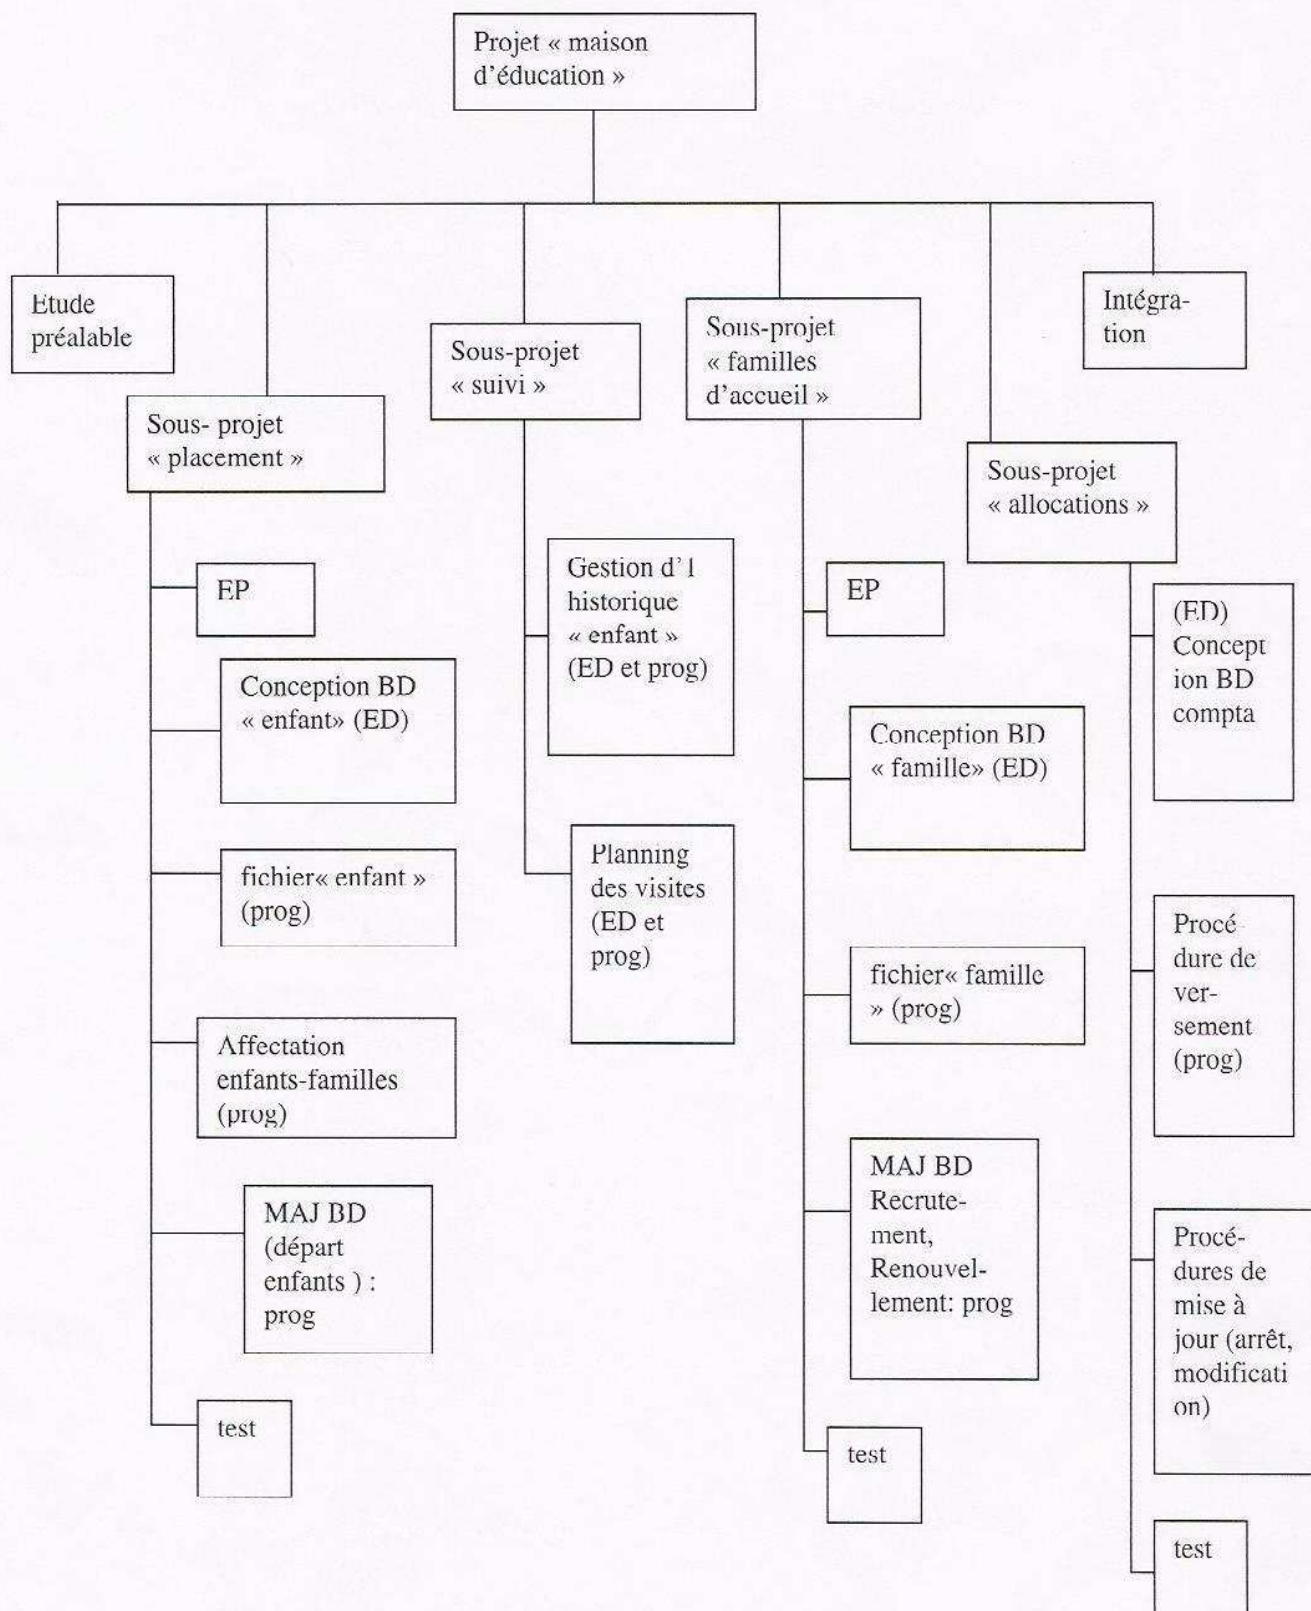 Projet « maison
d'éducation »
Etude
préalable
Sous- projet
« placement »
EP
Conception BD
« enfant» (ED)
fichier« enfant »
(prog)
Affectation
enfants-familles
(prog)
MAJ BD
(départ
enfants ) :
prog
test
Sous-projet
« suivi »
Gestion d'1
historique
« enfant »
(ED et prog)
Planning
des visites
(ED et
prog)
Sous-projet
« familles
d'accueil »
EP
Conception BD
« famille» (ED)
fichier« famille
» (prog)
MAJ BD
Recrute-
ment,
Renouvel-
lement: prog
test
Sous-projet
« allocations »
(ED)
Concept
ion BD
compta
Procé
dure de
ver-
sement
(prog)
Procé-
dures de
mise à
jour (arrêt,
modificati
on)
test
Intégra-
tion